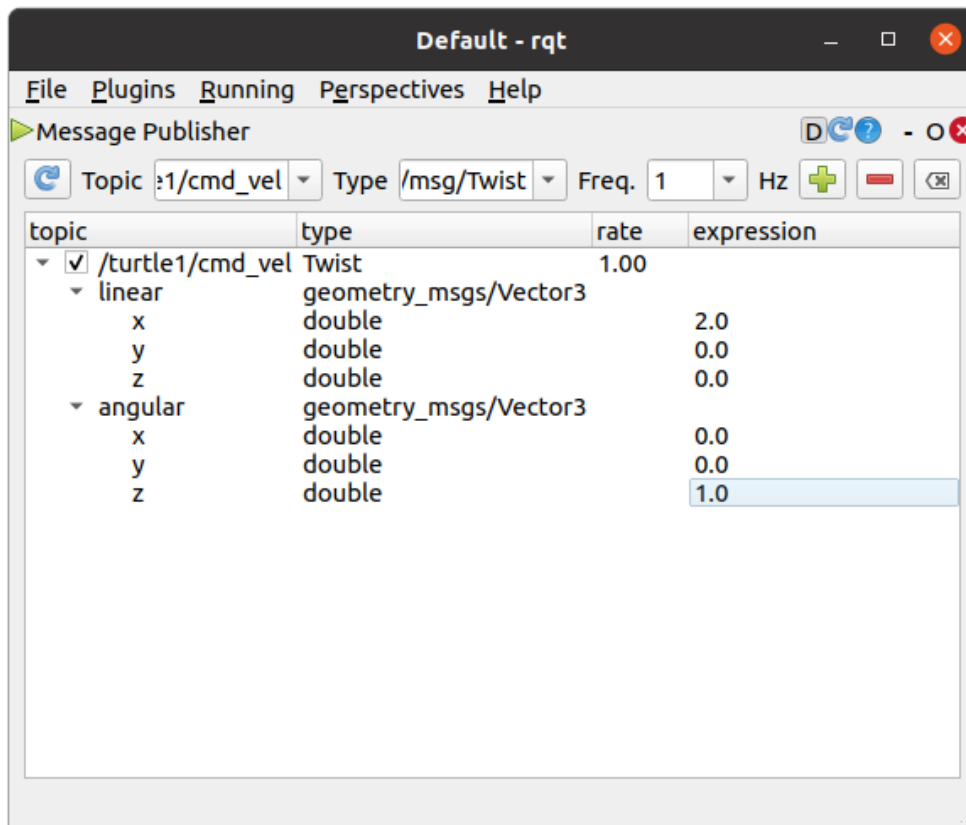 Default - rqt
File Plugins Running Perspectives Help
Message Publisher D ? - O
Topic e1/cmd_vel Type /msg/Twist Freq. 1 Hz
topic type rate expression
/turtle1/cmd_vel Twist 1.00
linear geometry_msgs/Vector3
x double 2.0
y double 0.0
z double 0.0
angular geometry_msgs/Vector3
x double 0.0
y double 0.0
z double 1.0